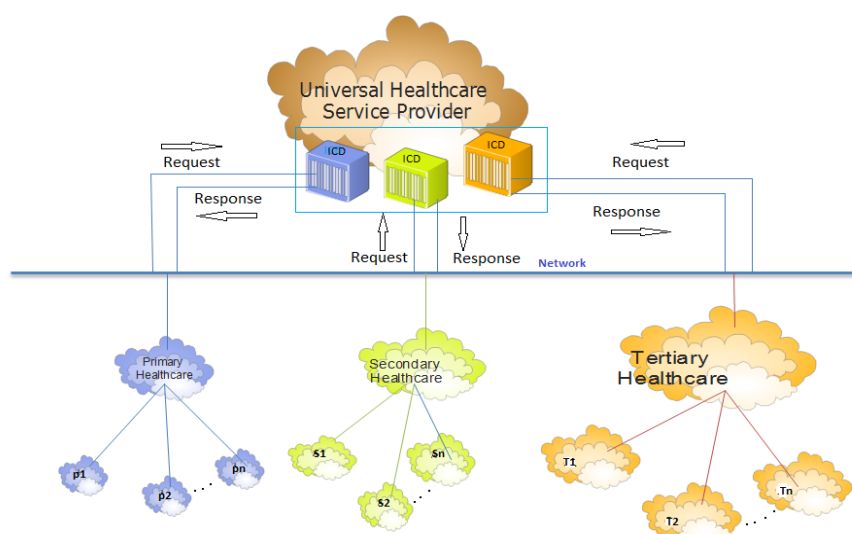 Universal Healthcare
Service Provider
ICD
ICD
ICD
Request
Request
Response
Response
Request
Response
Network
Primary
Healthcare
Secondary
Healthcare
Tertiary
Healthcare
p1
p2
pn
S1
S2
Sn
T1
T2
Tn